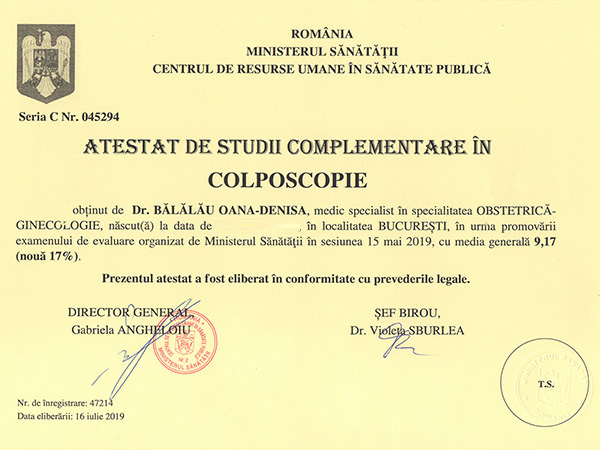 ROMÂNIA
MINISTERUL SĂNĂTĂŢII
CENTRUL DE RESURSE UMANE ÎN SĂNĂTATE PUBLICĂ
Seria C Nr. 045294
ATESTAT DE STUDII COMPLEMENTARE ÎN
COLPOSCOPIE
obţinut de Dr. BĂLĂLĂU OANA-DENISA, medic specialist în specialitatea OBSTETRICĂ-
GINECOLOGIE, născut(ă) la data de , în localitatea BUCUREŞTI, în urma promovării
examenului de evaluare organizat de Ministerul Sănătăţii în sesiunea 15 mai 2019, cu media generală 9,17
(nouă 17%).
Prezentul atestat a fost eliberat în conformitate cu prevederile legale.
DIRECTOR GENERAL, ŞEF BIROU,
Gabriela ANGHELOIU Dr. Violeta SBURLEA
MINISTERUL SĂNĂTĂŢII
T.S.
Nr. de înregistrare: 47214
Data eliberării: 16 iulie 2019